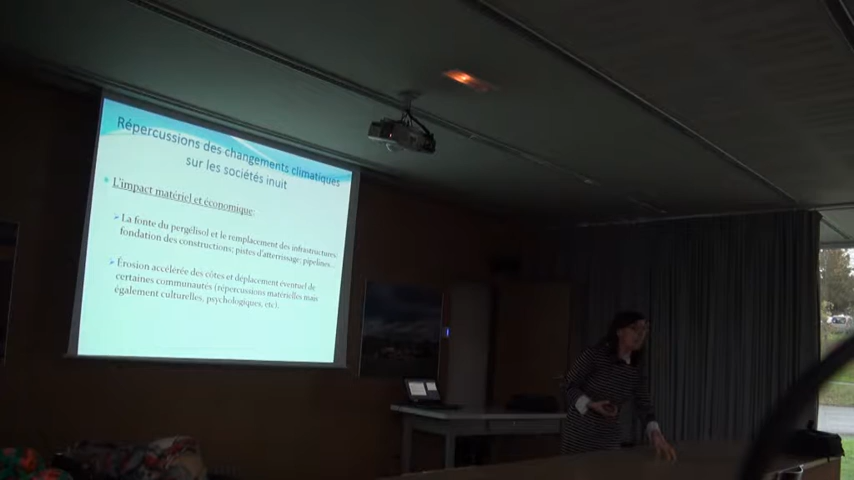 Répercussions des changements climatiques
sur les sociétés inuit
L'impact matériel et économique:
La fonte du pergélisol et le remplacement des infrastructures:
fondation des constructions; pistes d'atterrissage; pipelines...
Érosion accélérée des côtes et déplacement éventuel de
certaines communautés (répercussions matérielles mais
également culturelles, psychologiques, etc).